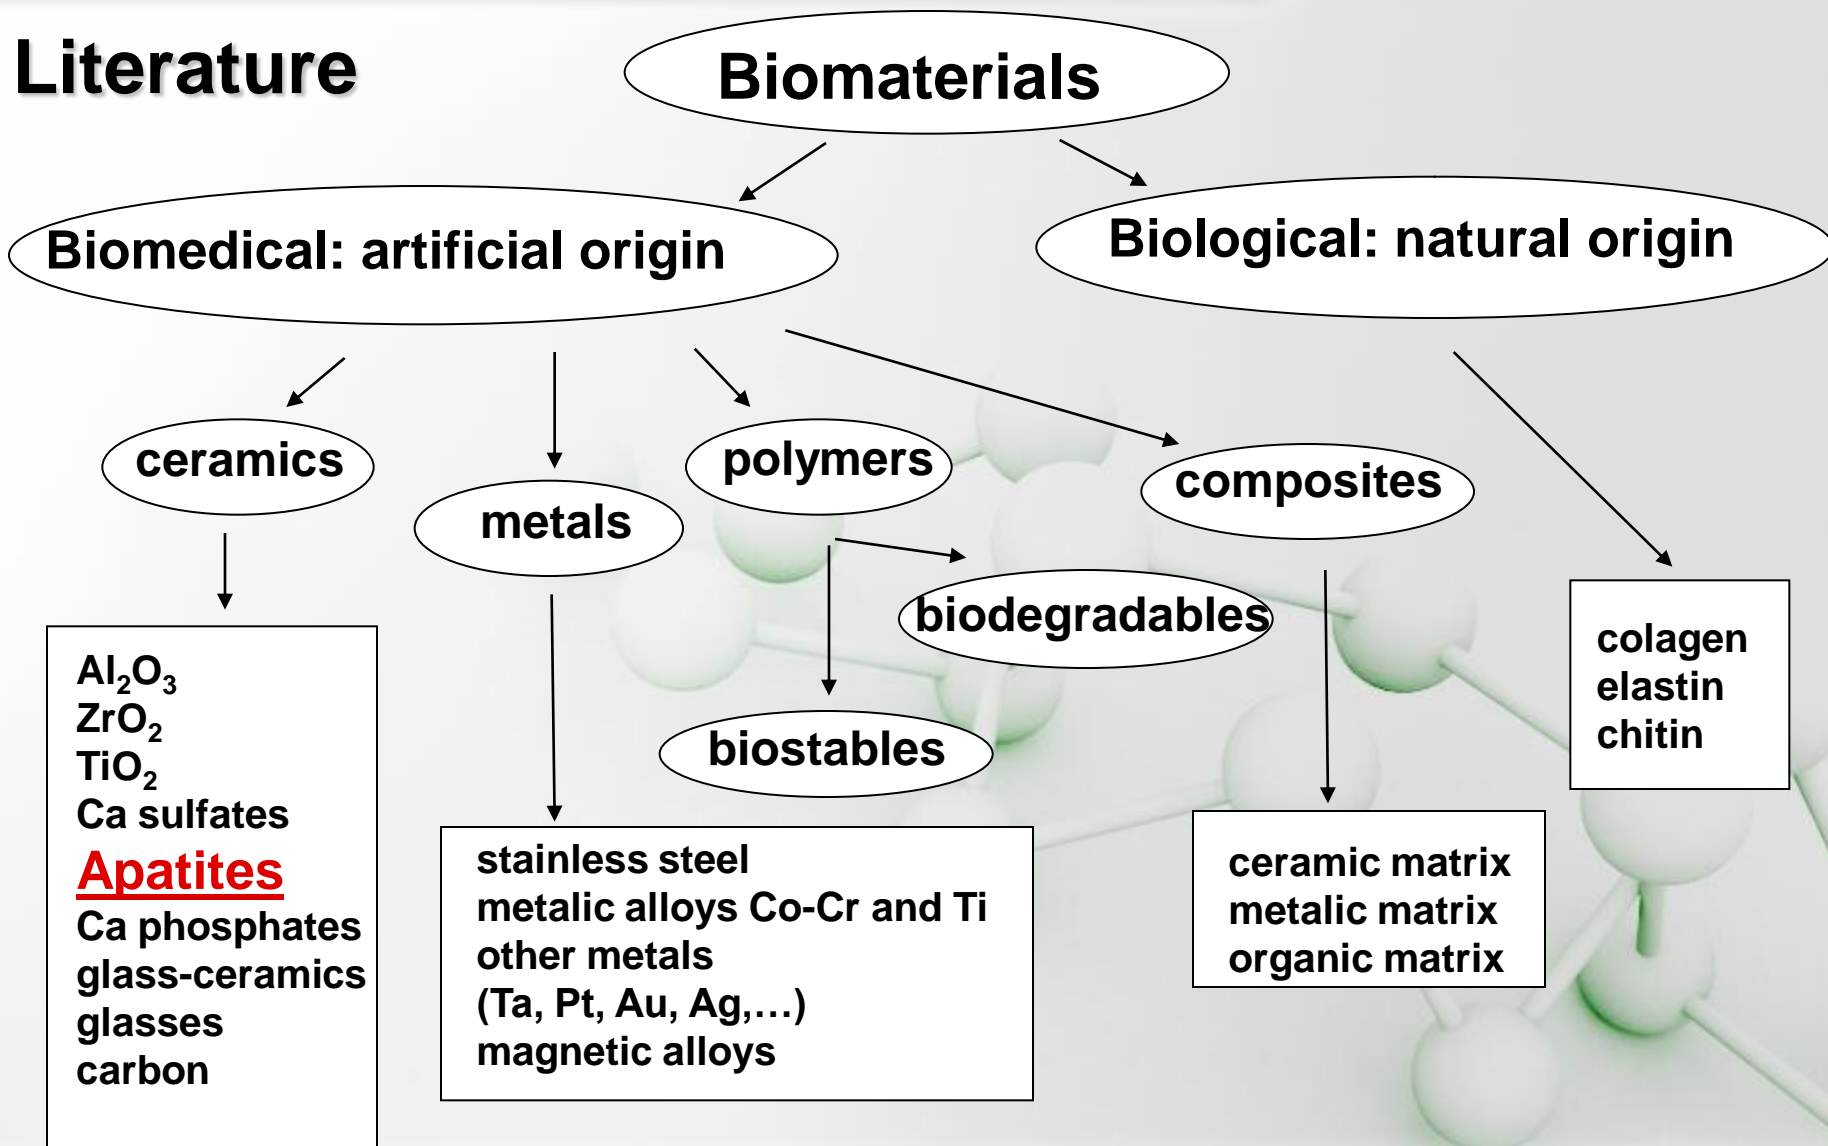 Literature
Biomaterials
Biomedical: artificial origin
Biological: natural origin
ceramics
metals
polymers
composites
biodegradables
biostables
Al₂O₃
ZrO₂
TiO₂
Ca sulfates
Apatites
Ca phosphates
glass-ceramics
glasses
carbon
stainless steel
metalic alloys Co-Cr and Ti
other metals
(Ta, Pt, Au, Ag,…)
magnetic alloys
ceramic matrix
metalic matrix
organic matrix
colagen
elastin
chitin